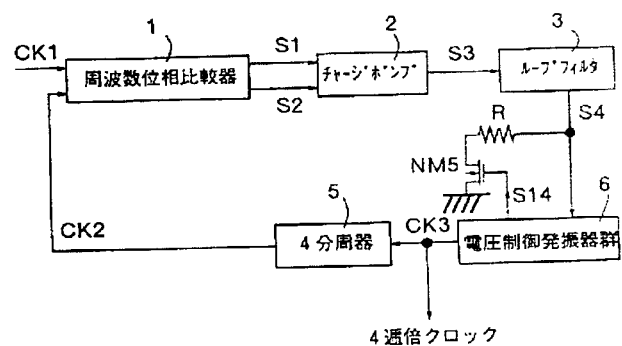 1
CK1
S1
S2
周波数位相比較器
2
チャージポンプ
S3
3
ループフィルタ
R
S4
NM5
S14
6
電圧制御発振器群
CK3
5
4分周器
CK2
4逓倍クロック